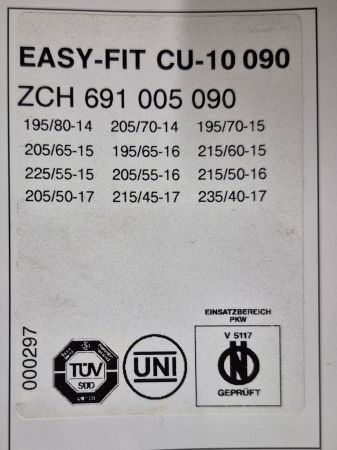 EASY-FIT CU-10 090
ZCH 691 005 090
195/80-14 205/70-14 195/70-15
205/65-15 195/65-16 215/60-15
225/55-15 205/55-16 215/50-16
205/50-17 215/45-17 235/40-17
000297
TÜV
SÜD
UNI
EINSATZBEREICH
PKW
V 5117
GEPRÜFT